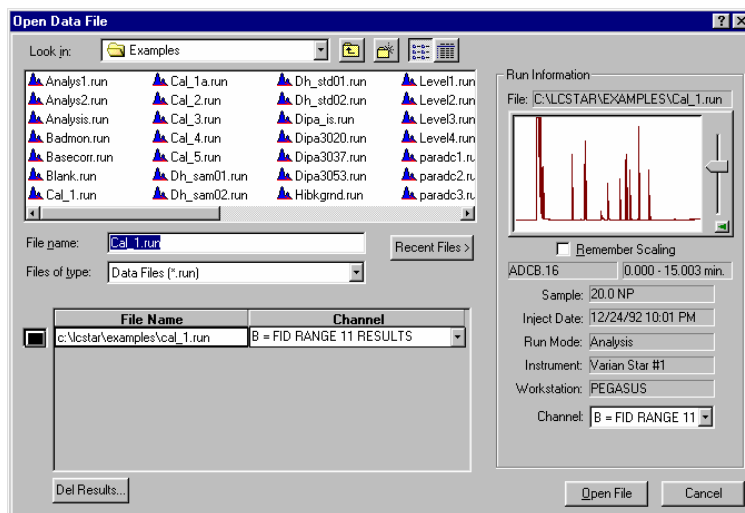 Open Data File
Look in: Examples
Analys1.run Cal_1a.run Dh_std01.run Level1.run
Analys2.run Cal_2.run Dh_std02.run Level2.run
Analysis.run Cal_3.run Dipa_is.run Level3.run
Badmon.run Cal_4.run Dipa3020.run Level4.run
Basecorr.run Cal_5.run Dipa3037.run paradc1.r
Blank.run Dh_sam01.run Dipa3053.run paradc2.r
Cal_1.run Dh_sam02.run Hibkgrnd.run paradc3.r
File name: Cal_1.run
Recent Files >
Files of type: Data Files (*.run)
File Name Channel
c:\lcstar\examples\cal_1.run B = FID RANGE 11 RESULTS
Del Results...
Run Information
File: C:\LCSTAR\EXAMPLES\Cal_1.run
Remember Scaling
ADCB.16 0.000 - 15.003 min.
Sample: 20.0 NP
Inject Date: 12/24/92 10:01 PM
Run Mode: Analysis
Instrument: Varian Star #1
Workstation: PEGASUS
Channel: B = FID RANGE 11
Open File Cancel